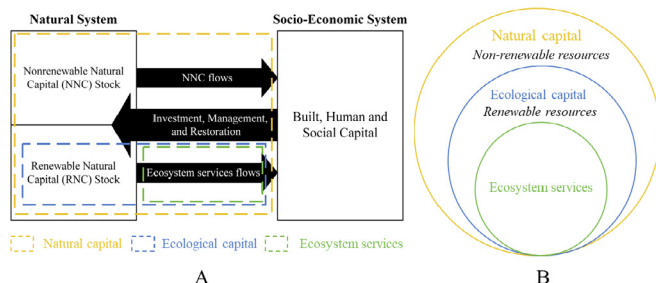 Natural System
Socio-Economic System
Nonrenewable Natural
Capital (NNC) Stock
NNC flows
Investment, Management,
and Restoration
Built, Human and
Social Capital
Renewable Natural
Capital (RNC) Stock
Ecosystem services flows
Natural capital
Ecological capital
Ecosystem services
A
Natural capital
Non-renewable resources
Ecological capital
Renewable resources
Ecosystem services
B